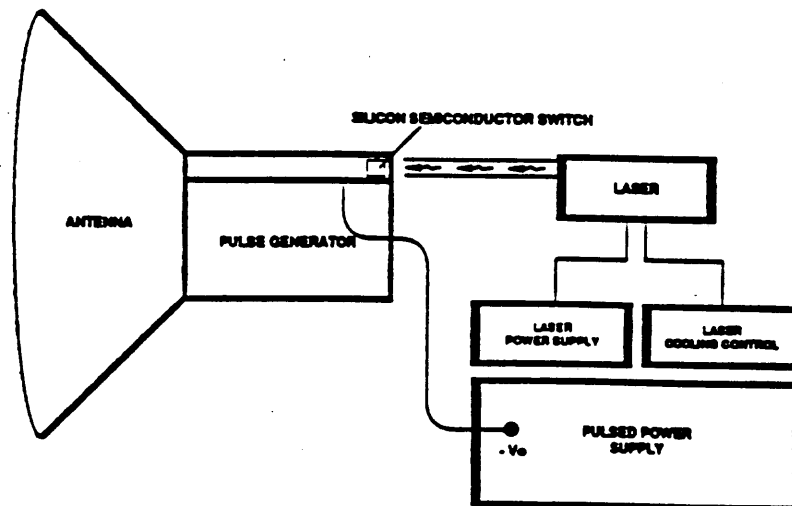 SILICON SEMICONDUCTOR SWITCH
LASER
ANTENNA
PULSE GENERATOR
LASER
POWER SUPPLY
LASER
COOLING CONTROL
PULSED POWER
SUPPLY
- Vo